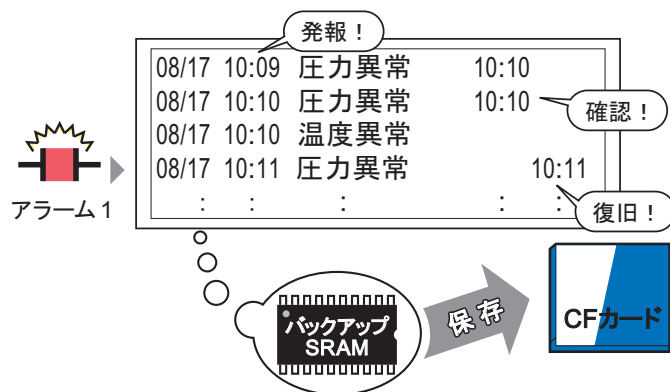 発報！
08/17 10:09 圧力異常 10:10
08/17 10:10 圧力異常 10:10
確認！
08/17 10:10 温度異常
08/17 10:11 圧力異常 10:11
: : : : :
復旧！
アラーム 1
バックアップ
SRAM
保存
CFカード